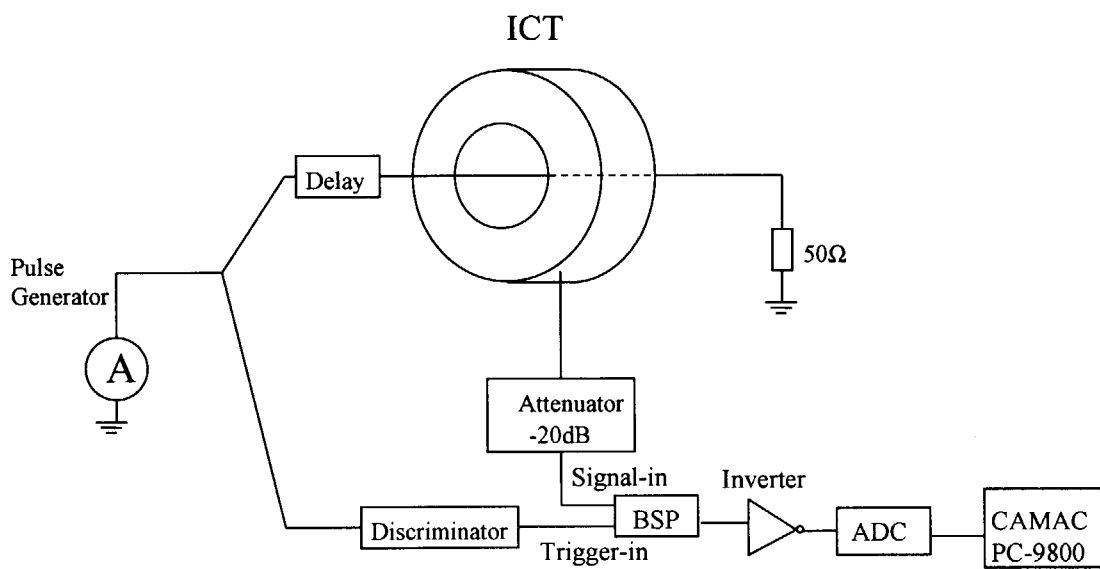 ICT
Delay
50Ω
Pulse
Generator
A
Attenuator
-20dB
Signal-in
Inverter
Discriminator
BSP
ADC
CAMAC
PC-9800
Trigger-in